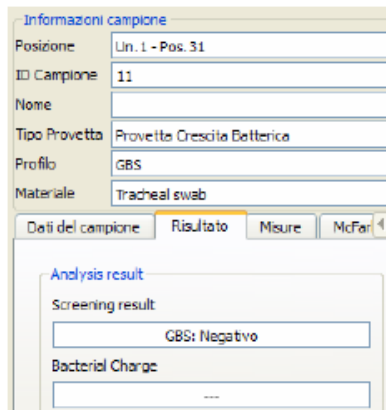 Informazioni campione
Posizione Un. 1 - Pos. 31
ID Campione 11
Nome
Tipo Provetta Provetta Crescita Batterica
Profilo GBS
Materiale Tracheal swab
Dati del campione Risultato Misure McFar
Analysis result
Screening result
GBS: Negativo
Bacterial Charge
---